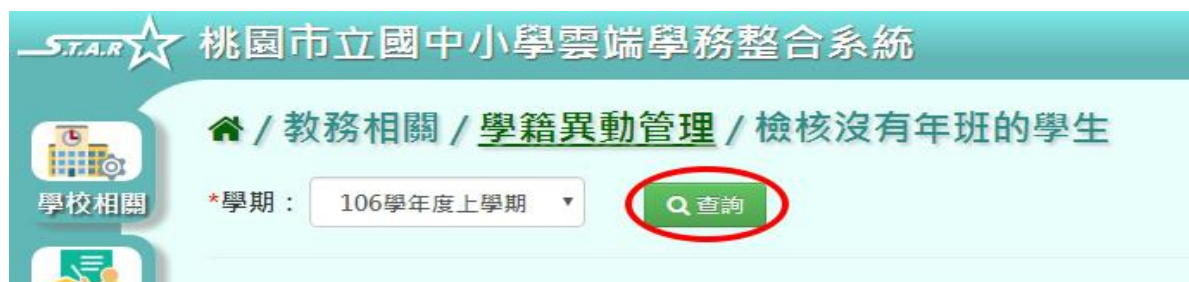 S.T.A.R 桃園市立國中小學雲端學務整合系統
/ 教務相關 / 學籍異動管理 / 檢核沒有年班的學生
學校相關
*學期： 106學年度上學期 查詢